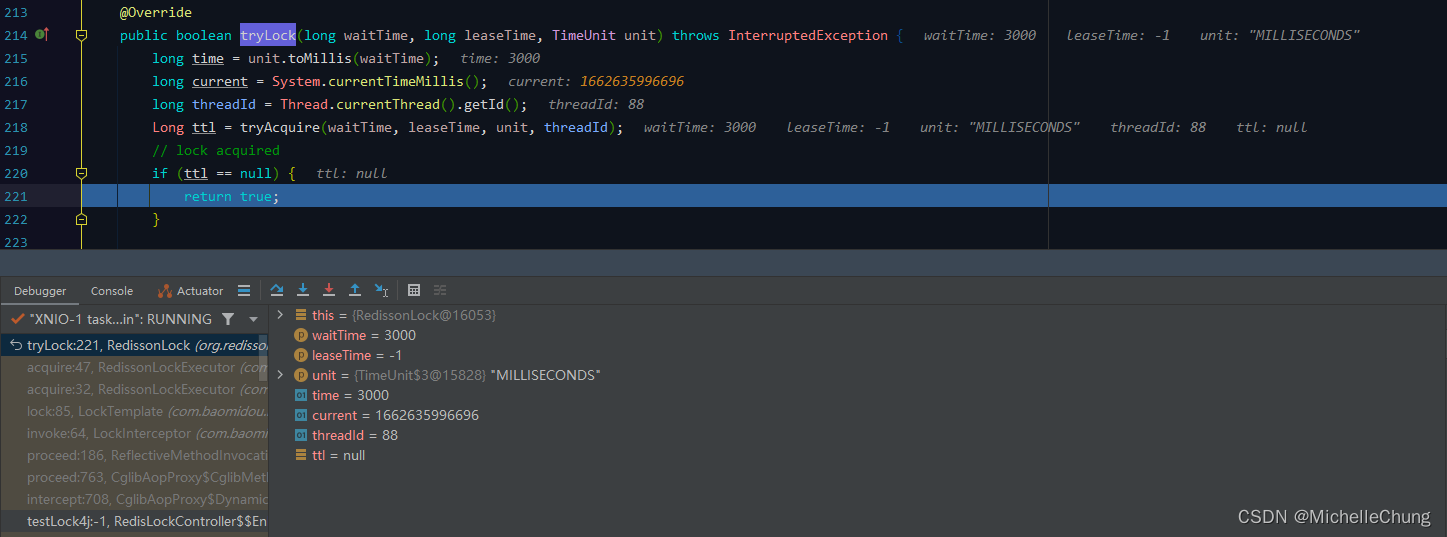 213 @Override
214 public boolean tryLock(long waitTime, long leaseTime, TimeUnit unit) throws InterruptedException { waitTime: 3000 leaseTime: -1 unit: "MILLISECONDS"
215 long time = unit.toMillis(waitTime); time: 3000
216 long current = System.currentTimeMillis(); current: 1662635996696
217 long threadId = Thread.currentThread().getId(); threadId: 88
218 Long ttl = tryAcquire(waitTime, leaseTime, unit, threadId); waitTime: 3000 leaseTime: -1 unit: "MILLISECONDS" threadId: 88 ttl: null
219 // lock acquired
220 if (ttl == null) { ttl: null
221 return true;
222 }
223
Debugger Console Actuator
"XNIO-1 task...in": RUNNING
tryLock:221, RedissonLock (org.redisso
acquire:47, RedissonLockExecutor (com
acquire:32, RedissonLockExecutor (com
lock:85, LockTemplate (com.baomidou.
invoke:64, LockInterceptor (com.baomi
proceed:186, ReflectiveMethodInvocati
proceed:763, CglibAopProxy$CglibMeth
intercept:708, CglibAopProxy$Dynamic
testLock4j:-1, RedisLockController$$En
this = {RedissonLock@16053}
waitTime = 3000
leaseTime = -1
unit = {TimeUnit$3@15828} "MILLISECONDS"
time = 3000
current = 1662635996696
threadId = 88
ttl = null
CSDN @MichelleChung